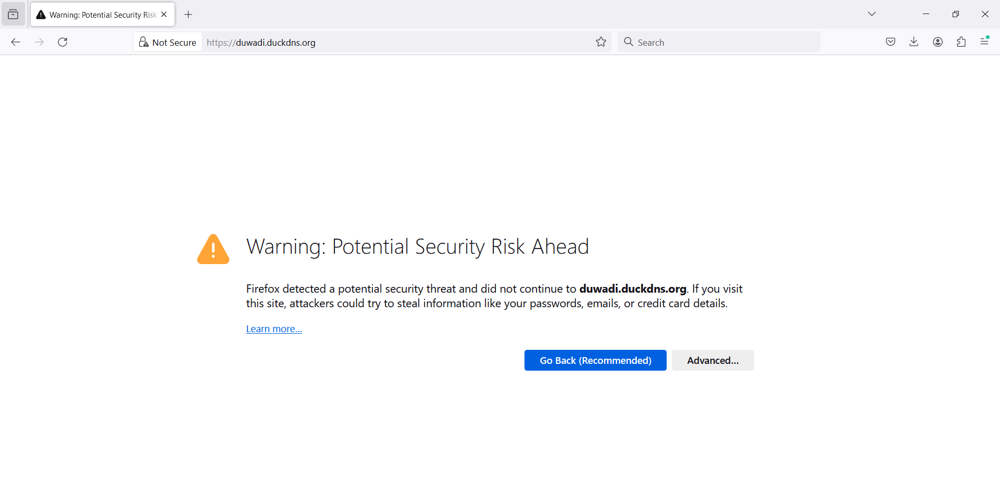 Warning: Potential Security Risk
Not Secure
https://duwadi.duckdns.org
Search
Warning: Potential Security Risk Ahead
Firefox detected a potential security threat and did not continue to duwadi.duckdns.org. If you visit
this site, attackers could try to steal information like your passwords, emails, or credit card details.
Learn more...
Go Back (Recommended)
Advanced...